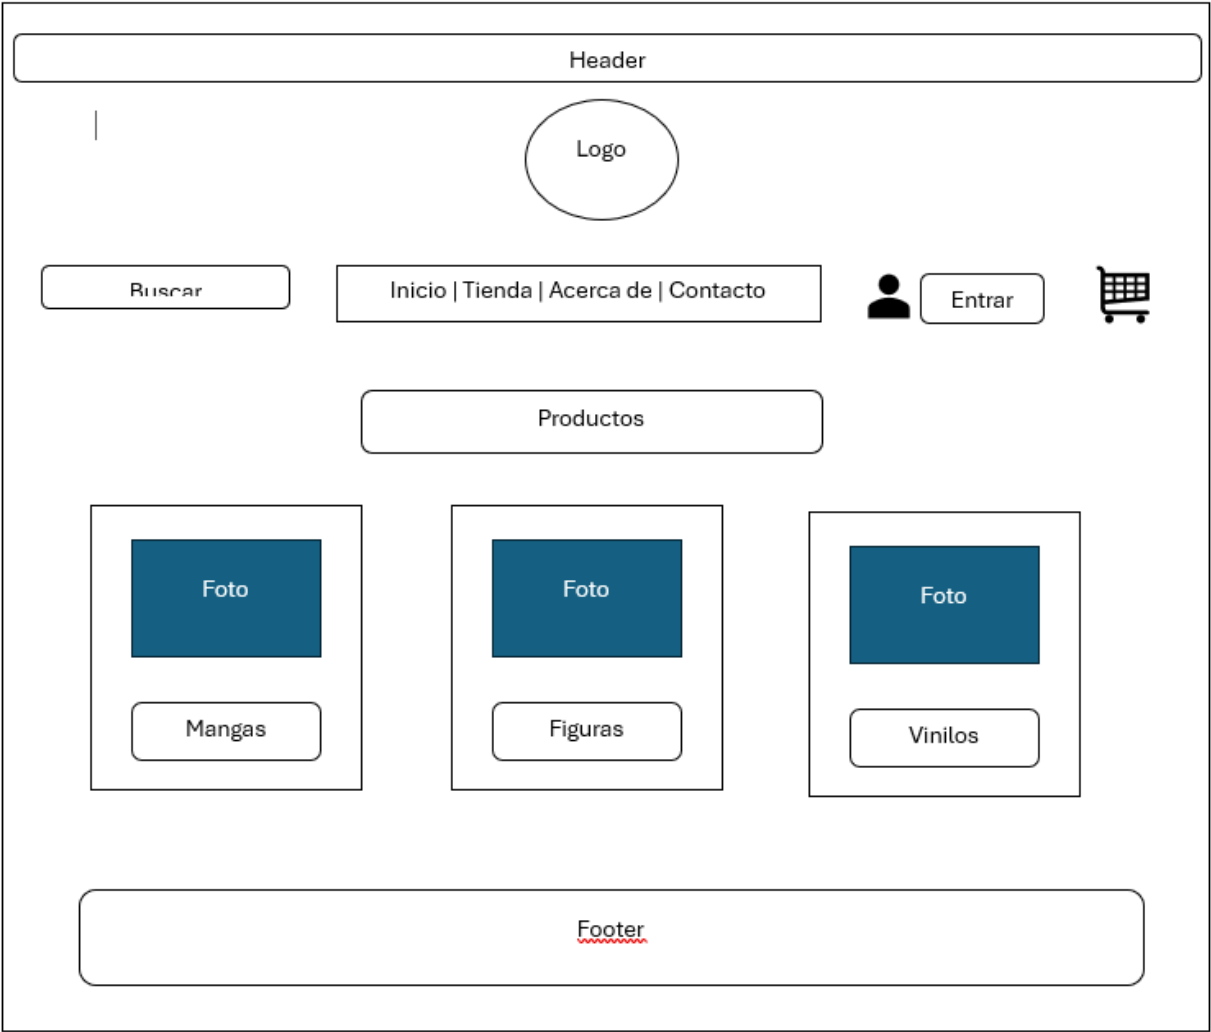 Header
Logo
Buscar
Inicio | Tienda | Acerca de | Contacto
Entrar
Productos
Foto
Foto
Foto
Mangas
Figuras
Vinilos
Footer